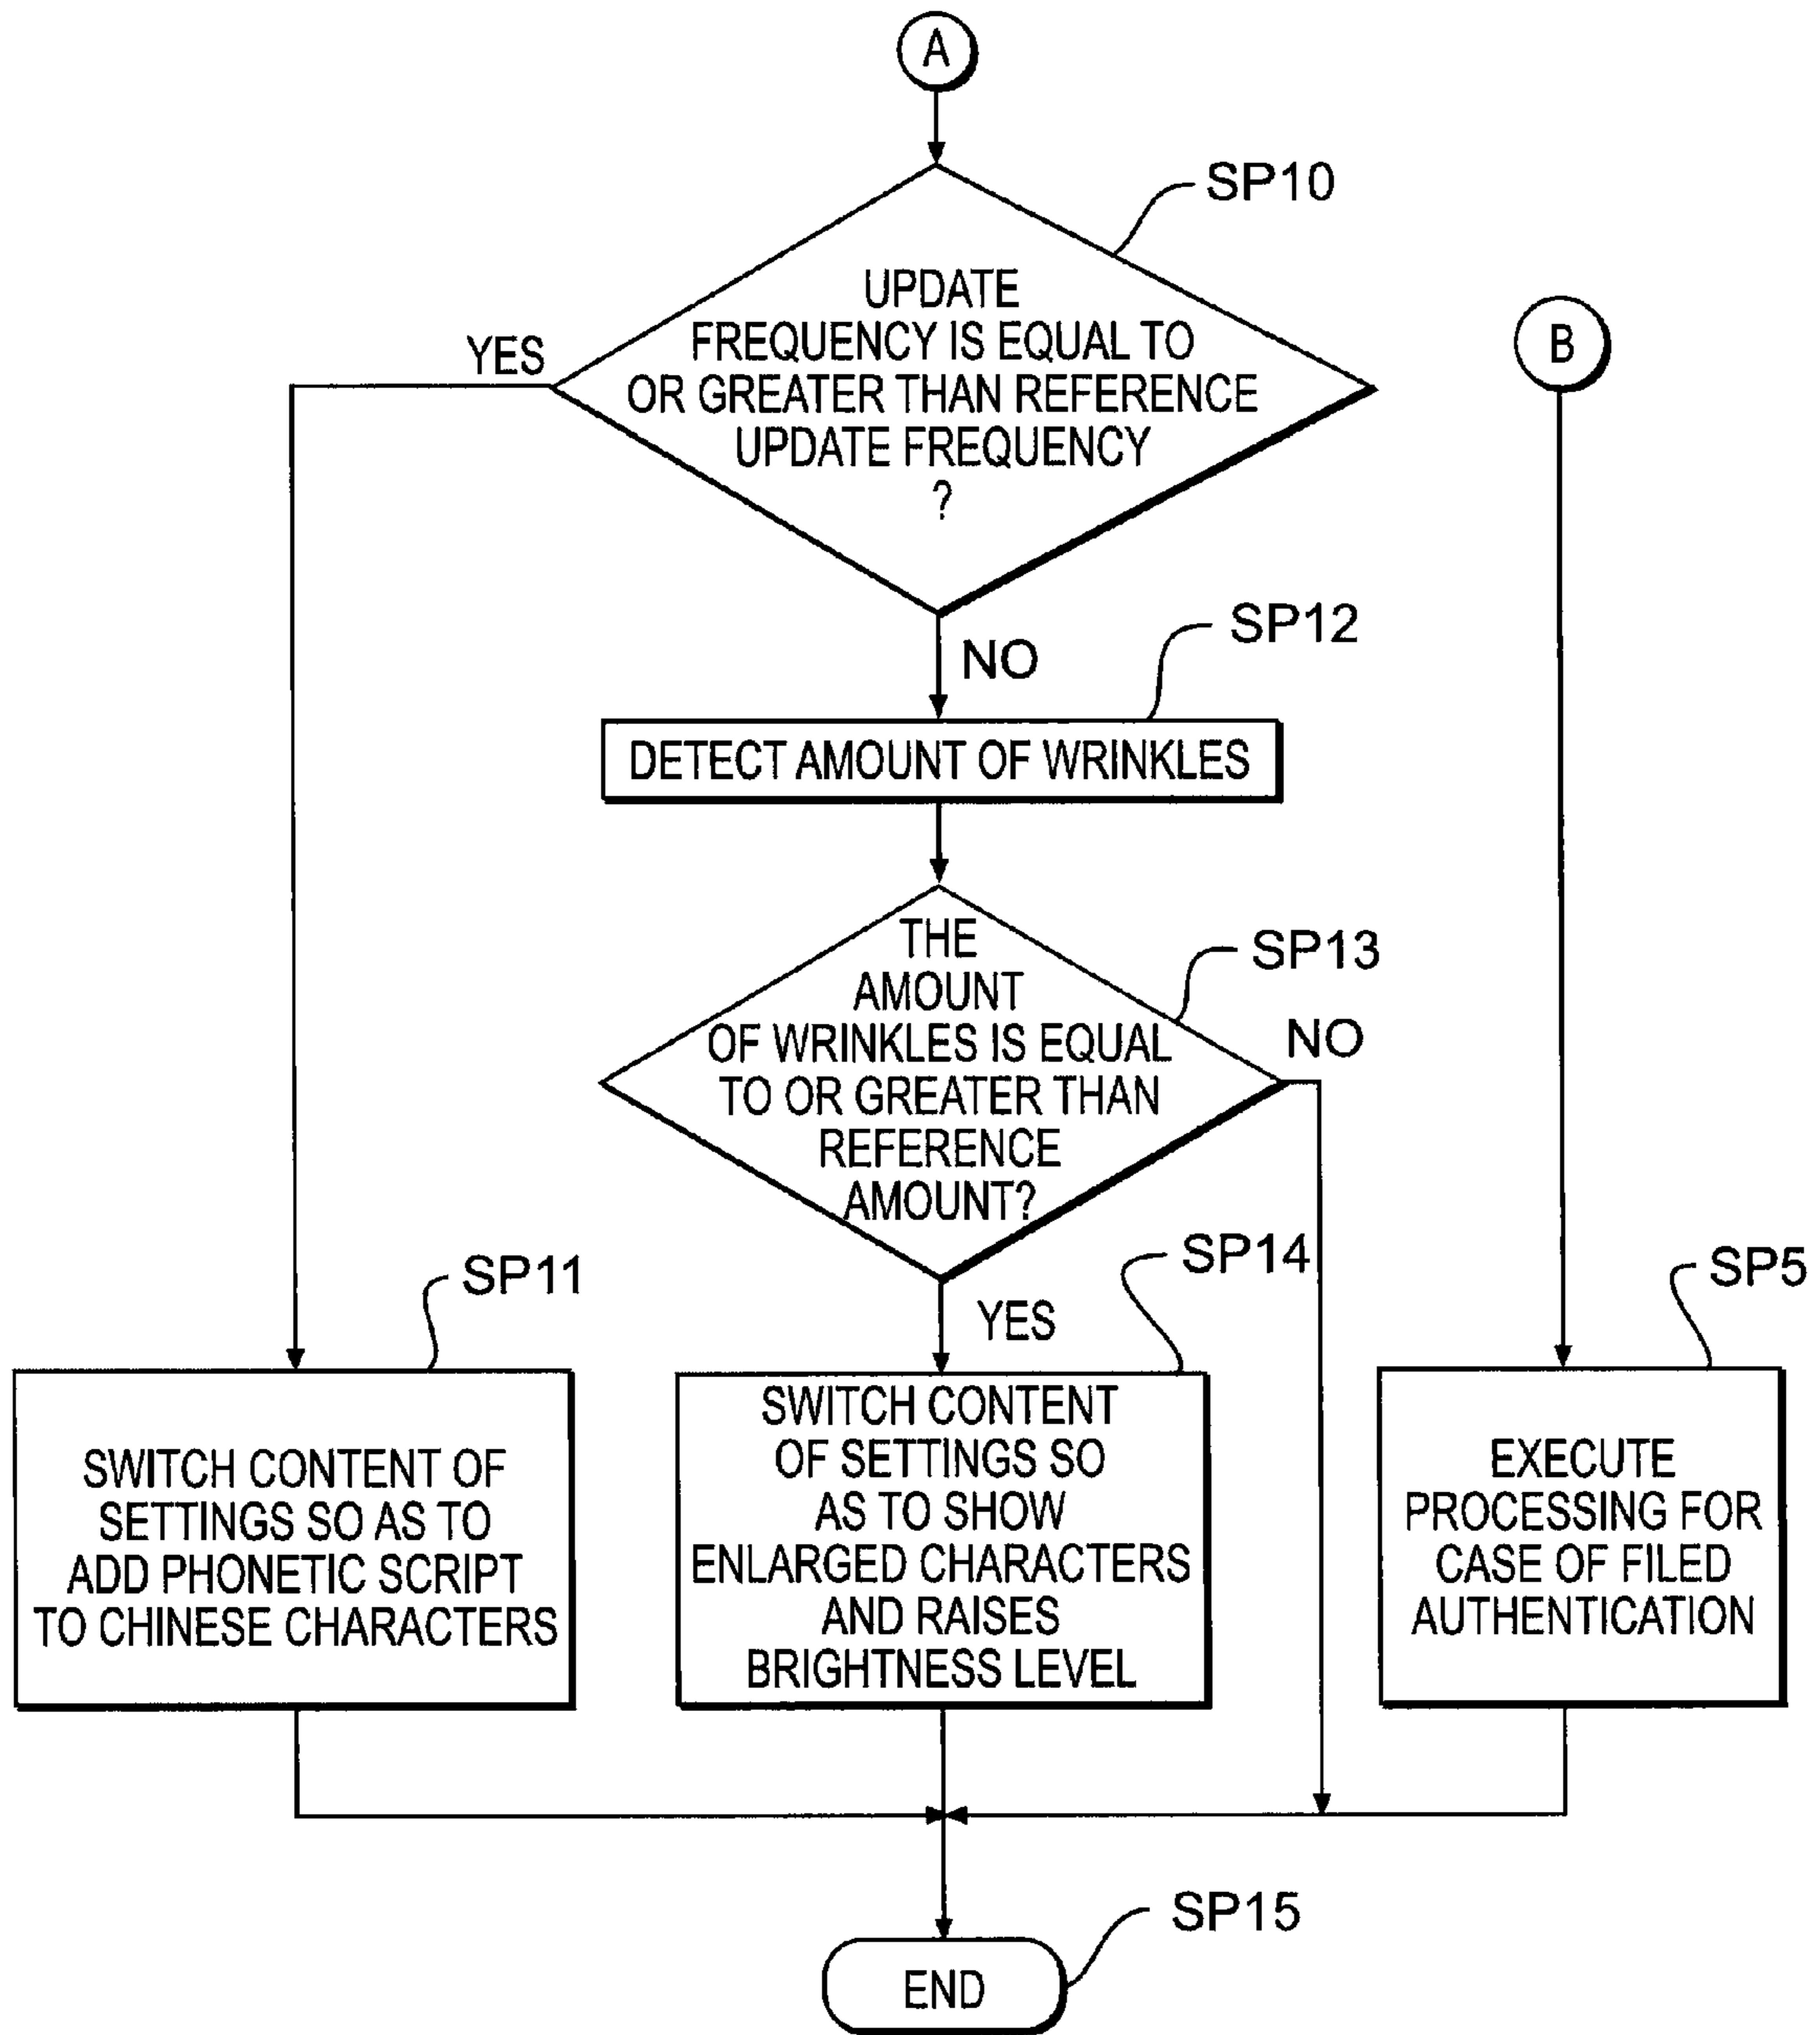 A
SP10
UPDATE
FREQUENCY IS EQUAL TO
OR GREATER THAN REFERENCE
UPDATE FREQUENCY
?
YES
B
NO
SP12
DETECT AMOUNT OF WRINKLES
SP13
THE
AMOUNT
OF WRINKLES IS EQUAL
TO OR GREATER THAN
REFERENCE
AMOUNT?
NO
YES
SP11
SWITCH CONTENT OF
SETTINGS SO AS TO
ADD PHONETIC SCRIPT
TO CHINESE CHARACTERS
SP14
SWITCH CONTENT
OF SETTINGS SO
AS TO SHOW
ENLARGED CHARACTERS
AND RAISES
BRIGHTNESS LEVEL
SP5
EXECUTE
PROCESSING FOR
CASE OF FILED
AUTHENTICATION
SP15
END